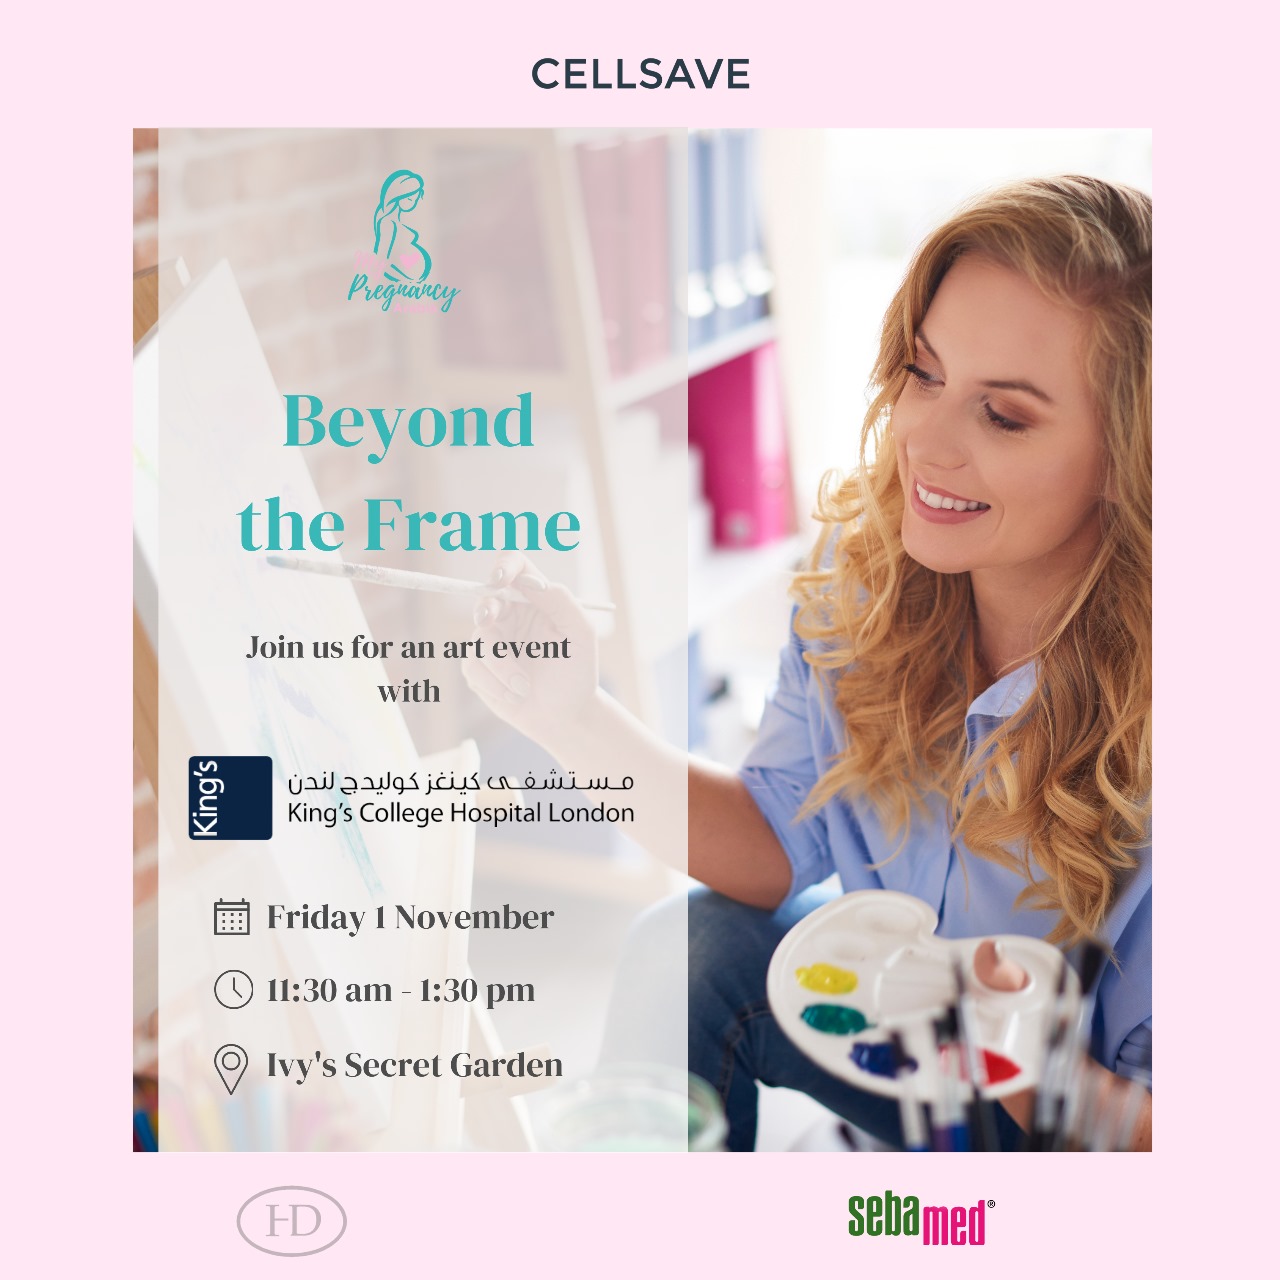 CELLSAVE
Pregnancy
Beyond
the Frame
Join us for an art event
with
King's
مستشفى كينغز كوليدج لندن
King's College Hospital London
Friday 1 November
11:30 am - 1:30 pm
Ivy's Secret Garden
HD
sebamed®